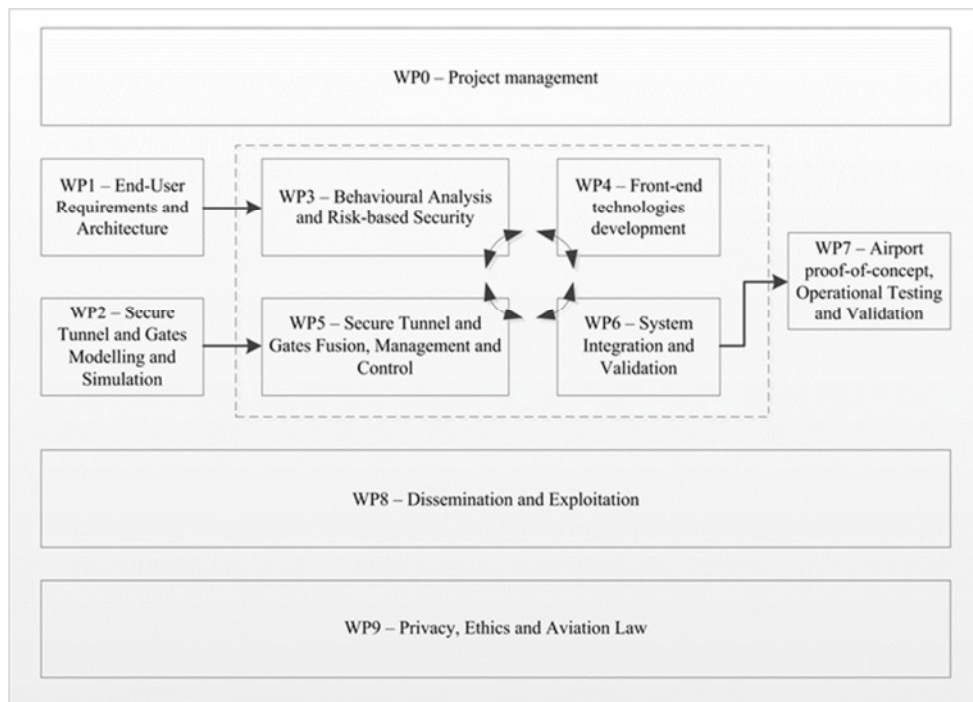 WP0 – Project management
WP1 – End-User
Requirements and
Architecture
WP3 – Behavioural Analysis
and Risk-based Security
WP4 – Front-end
technologies
development
WP2 – Secure
Tunnel and Gates
Modelling and
Simulation
WP5 – Secure Tunnel and
Gates Fusion, Management and
Control
WP6 – System
Integration and
Validation
WP7 – Airport
proof-of-concept,
Operational Testing
and Validation
WP8 – Dissemination and Exploitation
WP9 – Privacy, Ethics and Aviation Law